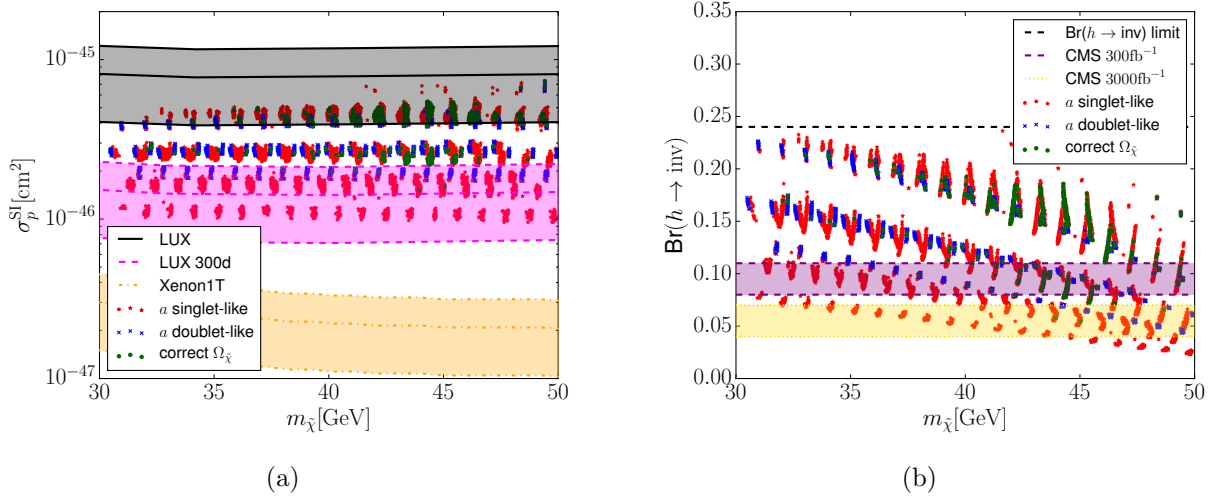 10⁻⁴⁵
10⁻⁴⁶
10⁻⁴⁷
σₚ^SI[cm²]
LUX
LUX 300d
Xenon1T
a singlet-like
a doublet-like
correct Ω_χ̃
30 35 40 45 50
m_χ̃[GeV]
(a)
0.35
0.30
0.25
0.20
0.15
0.10
0.05
0.00
Br(h → inv)
Br(h → inv) limit
CMS 300fb⁻¹
CMS 3000fb⁻¹
a singlet-like
a doublet-like
correct Ω_χ̃
30 35 40 45 50
m_χ̃[GeV]
(b)